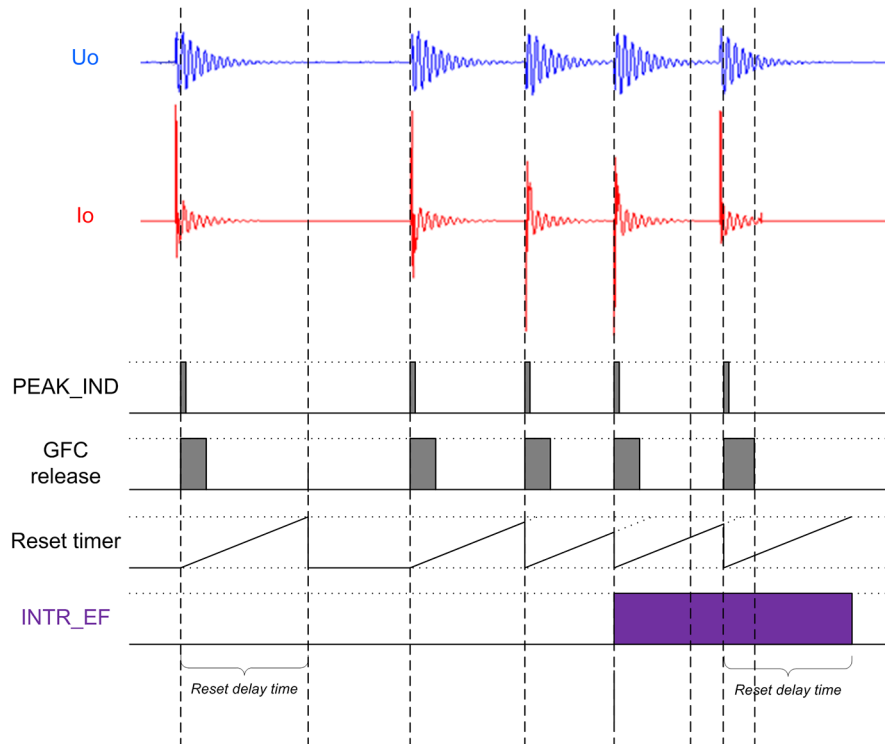 Uo
Io
PEAK_IND
GFC
release
Reset timer
INTR_EF
Reset delay time
Reset delay time